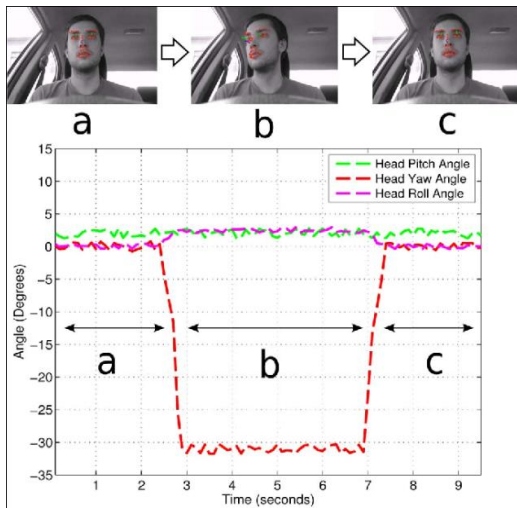 a
b
c
15
10
5
0
−5
−10
−15
−20
−25
−30
−35
Angle (Degrees)
Head Pitch Angle
Head Yaw Angle
Head Roll Angle
a
b
c
1 2 3 4 5 6 7 8 9
Time (seconds)